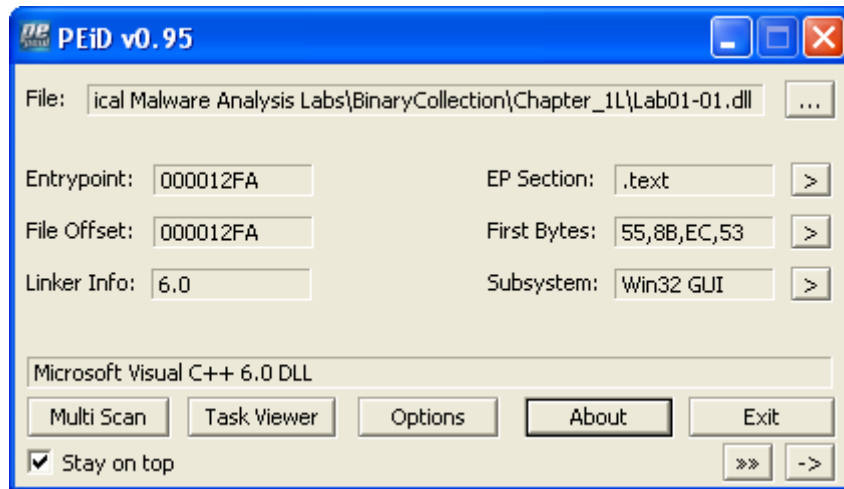 PEiD v0.95
File: ical Malware Analysis Labs\BinaryCollection\Chapter_1L\Lab01-01.dll ...
Entrypoint: 000012FA EP Section: .text >
File Offset: 000012FA First Bytes: 55,8B,EC,53 >
Linker Info: 6.0 Subsystem: Win32 GUI >
Microsoft Visual C++ 6.0 DLL
Multi Scan Task Viewer Options About Exit
Stay on top »» ->